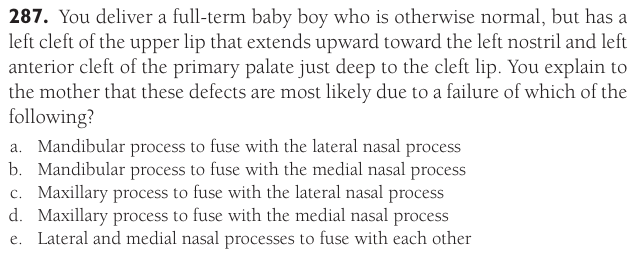 287. You deliver a full-term baby boy who is otherwise normal, but has a
left cleft of the upper lip that extends upward toward the left nostril and left
anterior cleft of the primary palate just deep to the cleft lip. You explain to
the mother that these defects are most likely due to a failure of which of the
following?
a. Mandibular process to fuse with the lateral nasal process
b. Mandibular process to fuse with the medial nasal process
c. Maxillary process to fuse with the lateral nasal process
d. Maxillary process to fuse with the medial nasal process
e. Lateral and medial nasal processes to fuse with each other